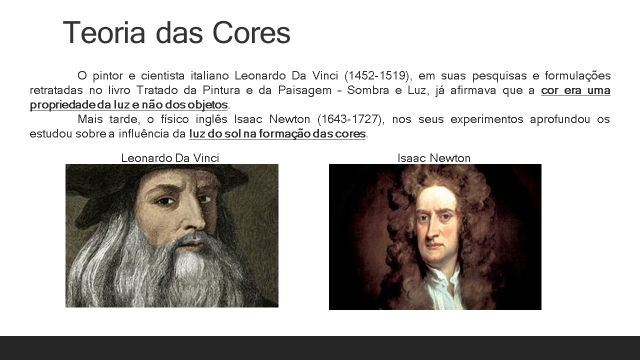 Teoria das Cores
O pintor e cientista italiano Leonardo Da Vinci (1452-1519), em suas pesquisas e formulações
retratadas no livro Tratado da Pintura e da Paisagem – Sombra e Luz, já afirmava que a cor era uma
propriedade da luz e não dos objetos.
Mais tarde, o físico inglês Isaac Newton (1643-1727), nos seus experimentos aprofundou os
estudou sobre a influência da luz do sol na formação das cores.
Leonardo Da Vinci
Isaac Newton